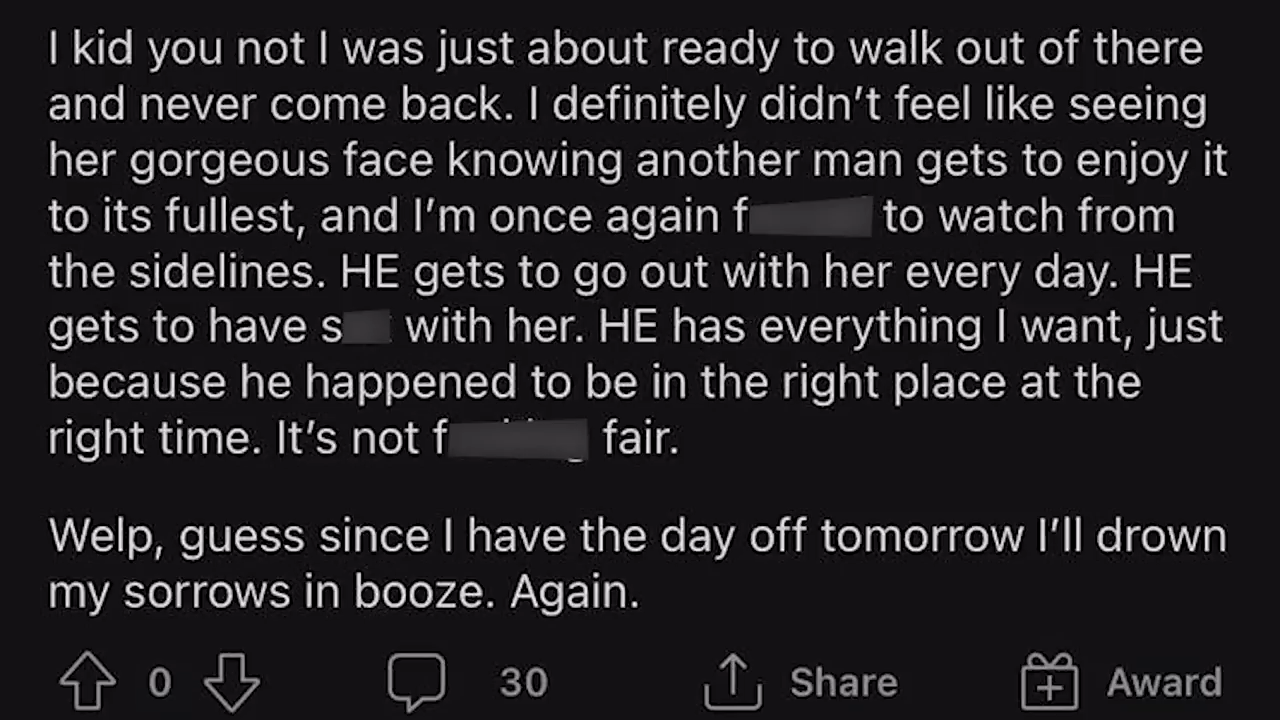 I kid you not I was just about ready to walk out of there
and never come back. I definitely didn't feel like seeing
her gorgeous face knowing another man gets to enjoy it
to its fullest, and I'm once again f to watch from
the sidelines. HE gets to go out with her every day. HE
gets to have s with her. HE has everything I want, just
because he happened to be in the right place at the
right time. It's not f fair.
Welp, guess since I have the day off tomorrow I'll drown
my sorrows in booze. Again.
0 30 Share Award